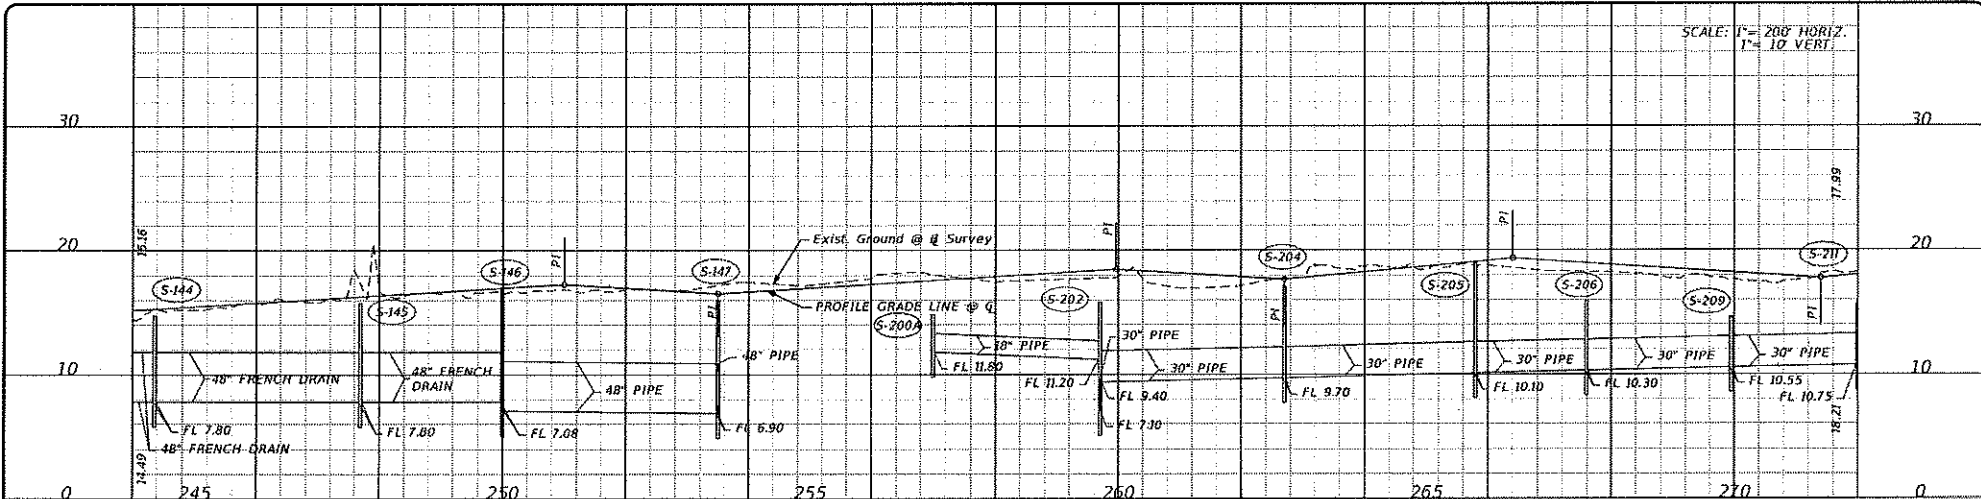 SCALE: 1"= 200' HORIZ.
1"= 10' VERT.
30
30
20
20
10
10
0
0
15.16
14.49
17.99
18.21
S-144
S-145
S-146
S-147
S-200A
S-202
S-204
S-205
S-206
S-209
S-211
PI
PI
PI
PI
PI
PI
Exist. Ground @ ℄ Survey
PROFILE GRADE LINE @ ℄
48" FRENCH DRAIN
48" FRENCH
DRAIN
48" FRENCH DRAIN
48" PIPE
48" PIPE
18" PIPE
30" PIPE
30" PIPE
30" PIPE
30" PIPE
30" PIPE
30" PIPE
FL 7.80
FL 7.80
FL 7.08
FL 6.90
FL 11.80
FL 11.20
FL 9.40
FL 7.10
FL 9.70
FL 10.10
FL 10.30
FL 10.55
FL 10.75
245
250
255
260
265
270